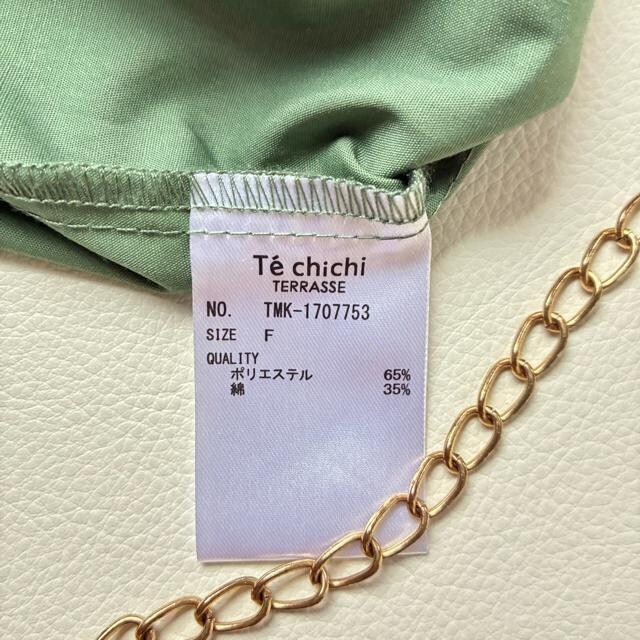 Té chichi
TERRASSE
NO. TMK-1707753
SIZE F
QUALITY
ポリエステル 65%
綿 35%